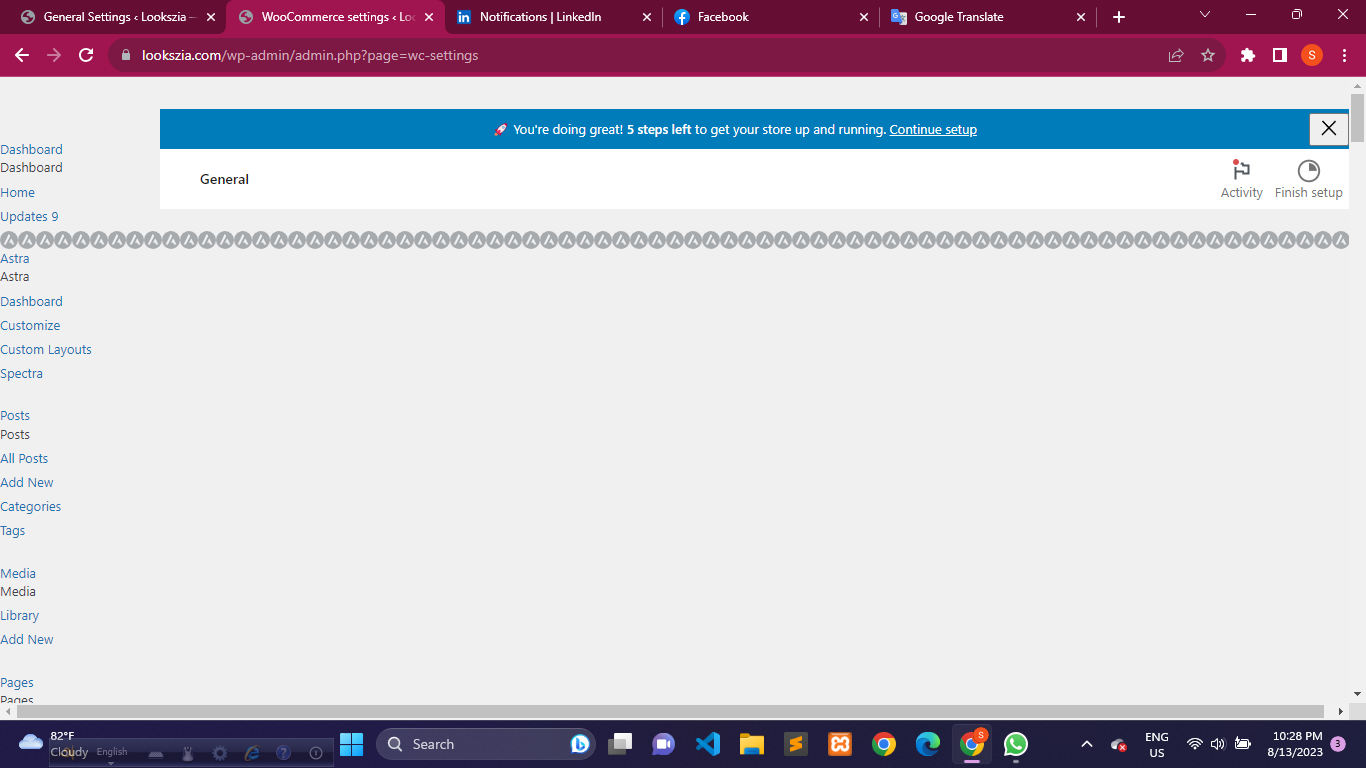 General Settings ‹ Lookszia —
WooCommerce settings ‹ Loo
Notifications | LinkedIn
Facebook
Google Translate
lookszia.com/wp-admin/admin.php?page=wc-settings
S
🚀 You're doing great! 5 steps left to get your store up and running. Continue setup
General
Activity
Finish setup
Dashboard
Dashboard
Home
Updates 9
Astra
Astra
Dashboard
Customize
Custom Layouts
Spectra
Posts
Posts
All Posts
Add New
Categories
Tags
Media
Media
Library
Add New
Pages
Pages
82°F
Cloudy
English
Search
S
ENG
US
10:28 PM
8/13/2023
3